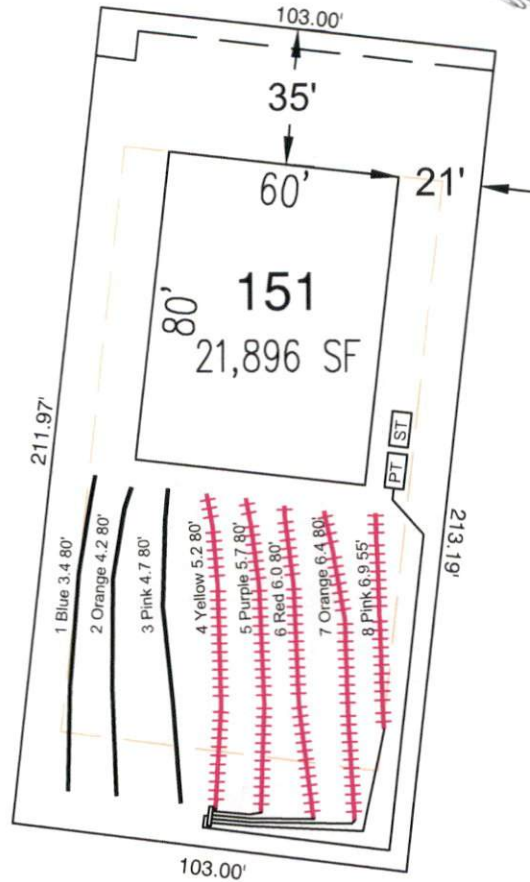 103.00'
35'
60'
21'
80'
151
21,896 SF
211.97'
ST
PT
213.19'
1 Blue 3.4 80'
2 Orange 4.2 80'
3 Pink 4.7 80'
4 Yellow 5.2 80'
5 Purple 5.7 80'
6 Red 6.0 80'
7 Orange 6.4 80'
8 Pink 6.9 55'
103.00'